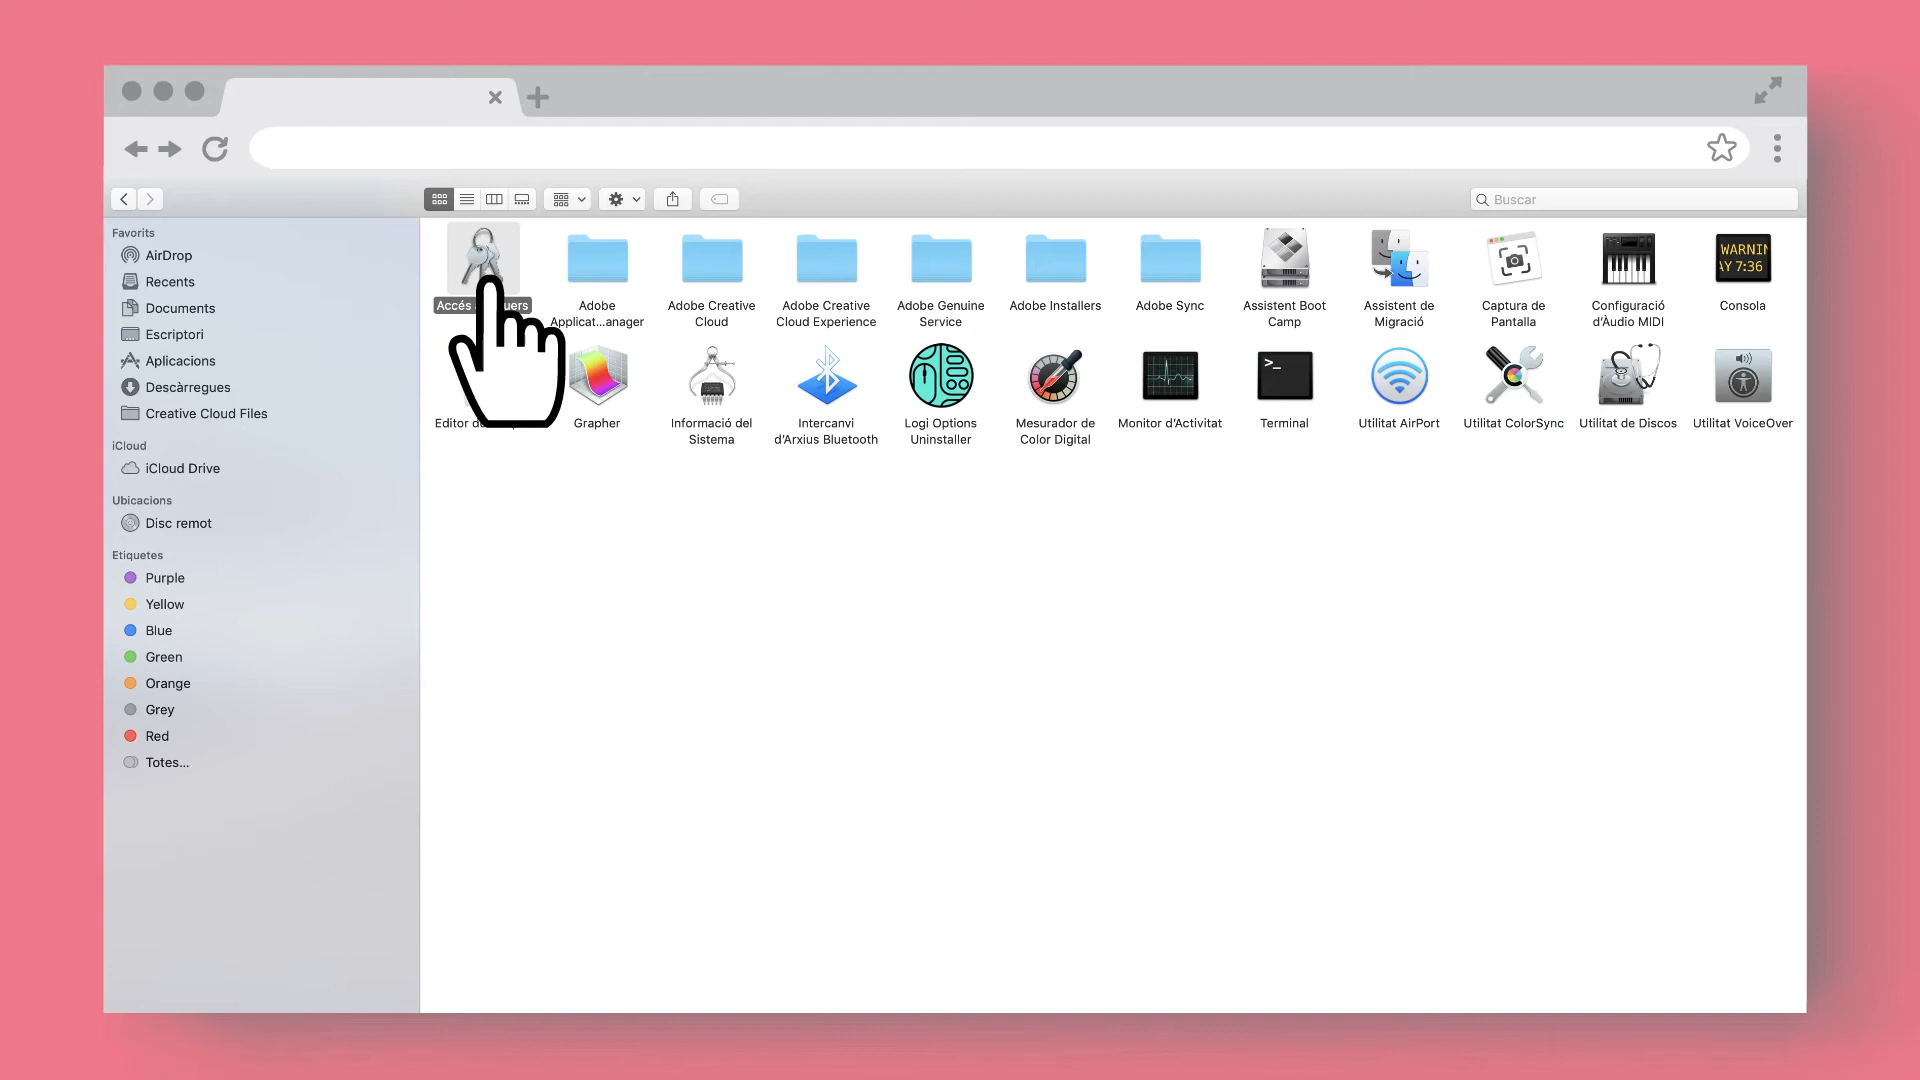 Buscar
Favorits
AirDrop
Recents
Documents
Escriptori
Aplicacions
Descàrregues
Creative Cloud Files
iCloud
iCloud Drive
Ubicacions
Disc remot
Etiquetes
Purple
Yellow
Blue
Green
Orange
Grey
Red
Totes...
Accés
Adobe
Applicat...anager
Adobe Creative
Cloud
Adobe Creative
Cloud Experience
Adobe Genuine
Service
Adobe Installers
Adobe Sync
Assistent Boot
Camp
Assistent de
Migració
Captura de
Pantalla
Configuració
d'Àudio MIDI
WARNIN
AY 7:36
Consola
Editor
Grapher
Informació del
Sistema
Intercanvi
d'Arxius Bluetooth
Logi Options
Uninstaller
Mesurador de
Color Digital
Monitor d'Activitat
>_
Terminal
Utilitat AirPort
Utilitat ColorSync
Utilitat de Discos
Utilitat VoiceOver